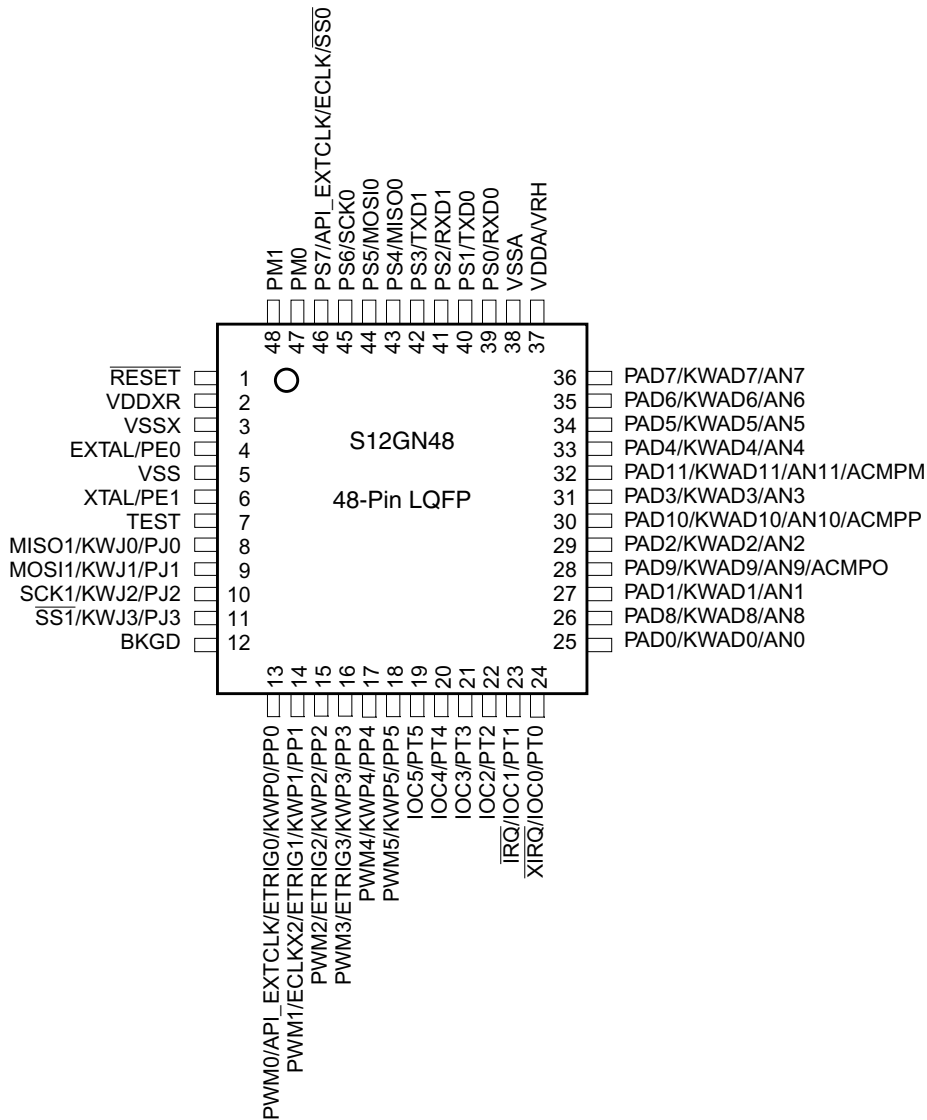 PM1
PM0
PS7/API_EXTCLK/ECLK/SS0
PS6/SCK0
PS5/MOSI0
PS4/MISO0
PS3/TXD1
PS2/RXD1
PS1/TXD0
PS0/RXD0
VSSA
VDDA/VRH
48
47
46
45
44
43
42
41
40
39
38
37
RESET 1
VDDXR 2
VSSX 3
EXTAL/PE0 4
VSS 5
XTAL/PE1 6
TEST 7
MISO1/KWJ0/PJ0 8
MOSI1/KWJ1/PJ1 9
SCK1/KWJ2/PJ2 10
SS1/KWJ3/PJ3 11
BKGD 12
S12GN48
48-Pin LQFP
36 PAD7/KWAD7/AN7
35 PAD6/KWAD6/AN6
34 PAD5/KWAD5/AN5
33 PAD4/KWAD4/AN4
32 PAD11/KWAD11/AN11/ACMPM
31 PAD3/KWAD3/AN3
30 PAD10/KWAD10/AN10/ACMPP
29 PAD2/KWAD2/AN2
28 PAD9/KWAD9/AN9/ACMPO
27 PAD1/KWAD1/AN1
26 PAD8/KWAD8/AN8
25 PAD0/KWAD0/AN0
13
14
15
16
17
18
19
20
21
22
23
24
PWM0/API_EXTCLK/ETRIG0/KWP0/PP0
PWM1/ECLKX2/ETRIG1/KWP1/PP1
PWM2/ETRIG2/KWP2/PP2
PWM3/ETRIG3/KWP3/PP3
PWM4/KWP4/PP4
PWM5/KWP5/PP5
IOC5/PT5
IOC4/PT4
IOC3/PT3
IOC2/PT2
IRQ/IOC1/PT1
XIRQ/IOC0/PT0